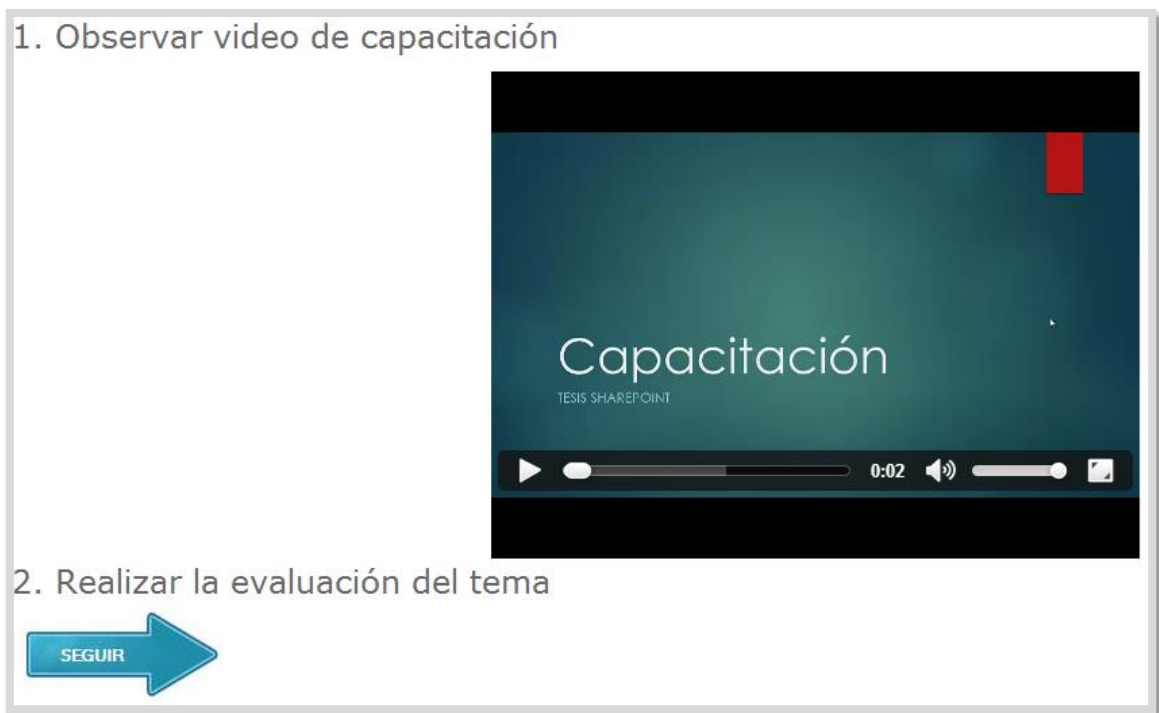 1. Observar video de capacitación
Capacitación
TESIS SHAREPOINT
0:02
2. Realizar la evaluación del tema
SEGUIR